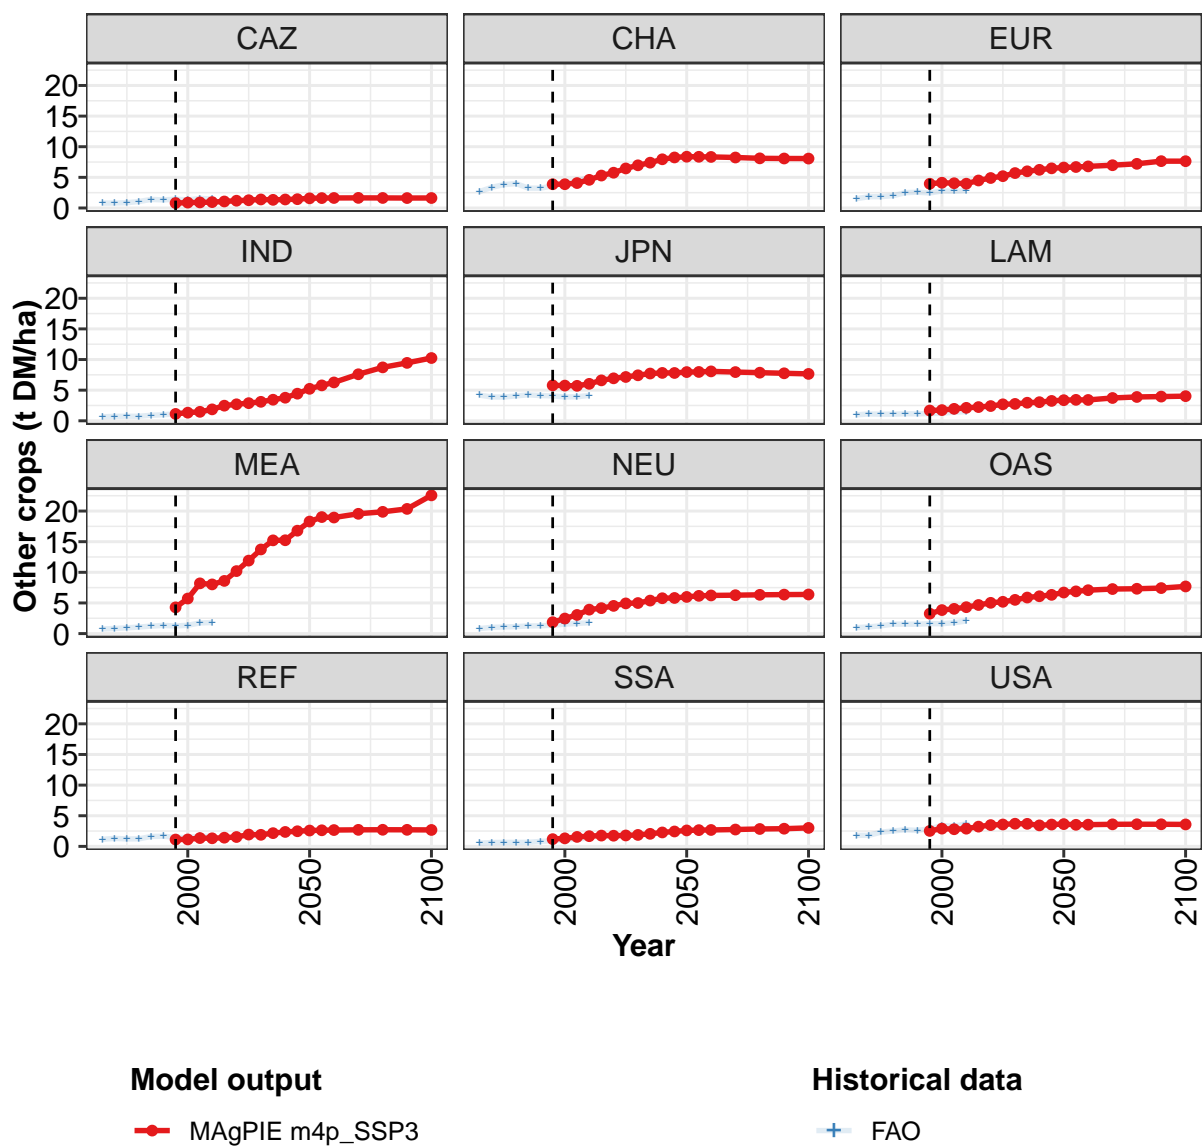 CAZ CHA EUR
20
15
10
5
0
IND JPN LAM
20
15
10
5
0
MEA NEU OAS
20
15
10
5
0
REF SSA USA
20
15
10
5
0
Other crops (t DM/ha)
2000 2050 2100 2000 2050 2100 2000 2050 2100
Year
Model output Historical data
MAgPIE m4p_SSP3 FAO